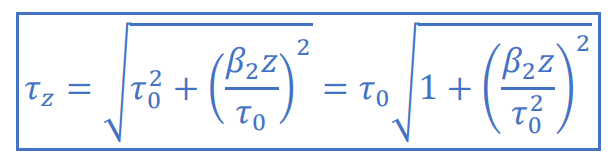 τ_z = √(τ_0^2 + (β_2 z / τ_0)^2) = τ_0 √(1 + (β_2 z / τ_0^2)^2)